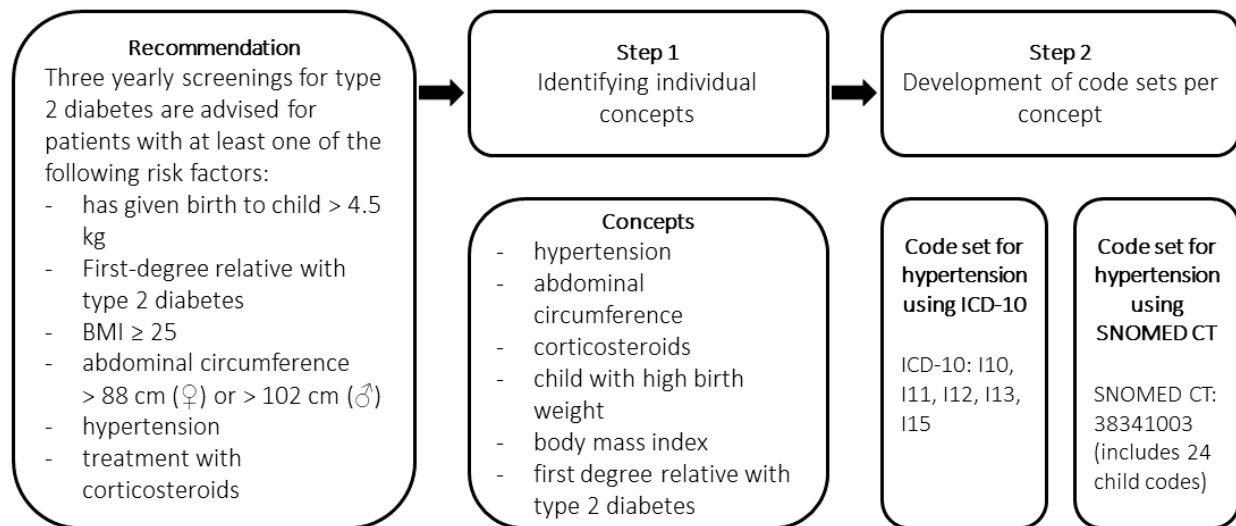 Recommendation
Three yearly screenings for type
2 diabetes are advised for
patients with at least one of the
following risk factors:
- has given birth to child > 4.5
kg
- First-degree relative with
type 2 diabetes
- BMI ≥ 25
- abdominal circumference
> 88 cm (♀) or > 102 cm (♂)
- hypertension
- treatment with
corticosteroids
Step 1
Identifying individual
concepts
Step 2
Development of code sets per
concept
Concepts
- hypertension
- abdominal
circumference
- corticosteroids
- child with high birth
weight
- body mass index
- first degree relative with
type 2 diabetes
Code set for
hypertension
using ICD-10
ICD-10: I10,
I11, I12, I13,
I15
Code set for
hypertension
using
SNOMED CT
SNOMED CT:
38341003
(includes 24
child codes)